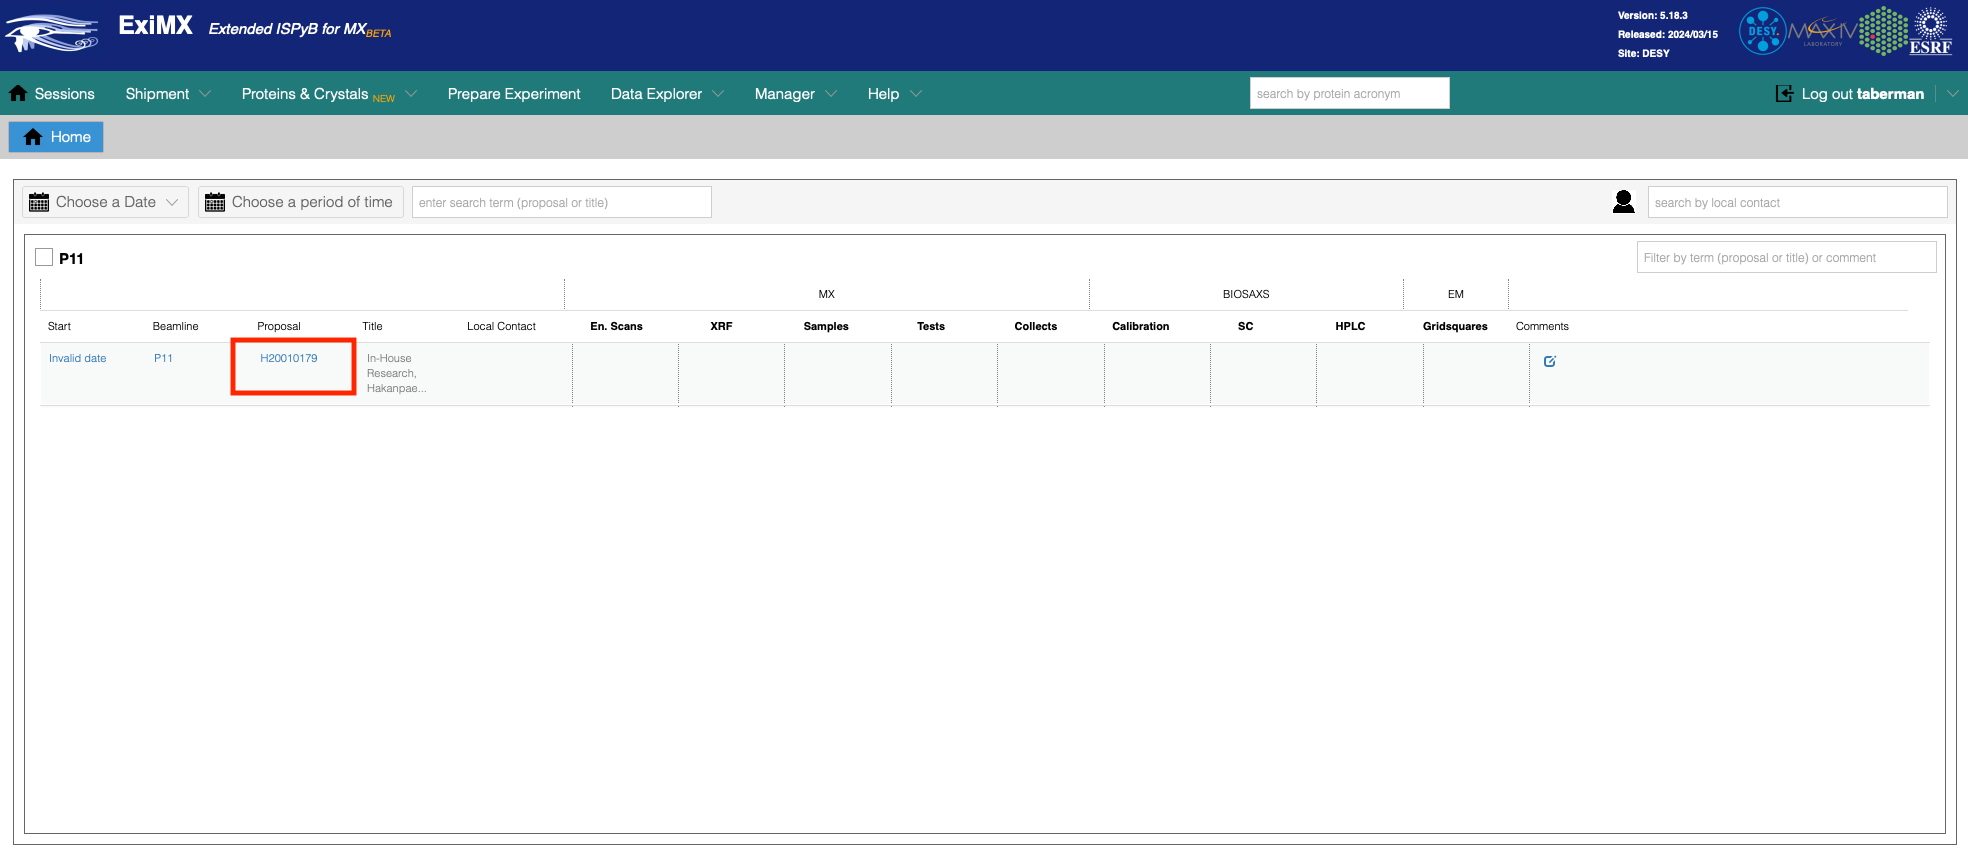 ExiMX Extended ISPyB for MX BETA
Version: 5.18.3
Released: 2024/03/15
Site: DESY
DESY.
MAX IV
LABORATORY
ESRF
Sessions Shipment Proteins & Crystals NEW Prepare Experiment Data Explorer Manager Help search by protein acronym Log out taberman
Home
Choose a Date Choose a period of time enter search term (proposal or title) search by local contact
P11 Filter by term (proposal or title) or comment
MX BIOSAXS EM
Start Beamline Proposal Title Local Contact En. Scans XRF Samples Tests Collects Calibration SC HPLC Gridsquares Comments
Invalid date P11 H20010179 In-House
Research,
Hakanpae...